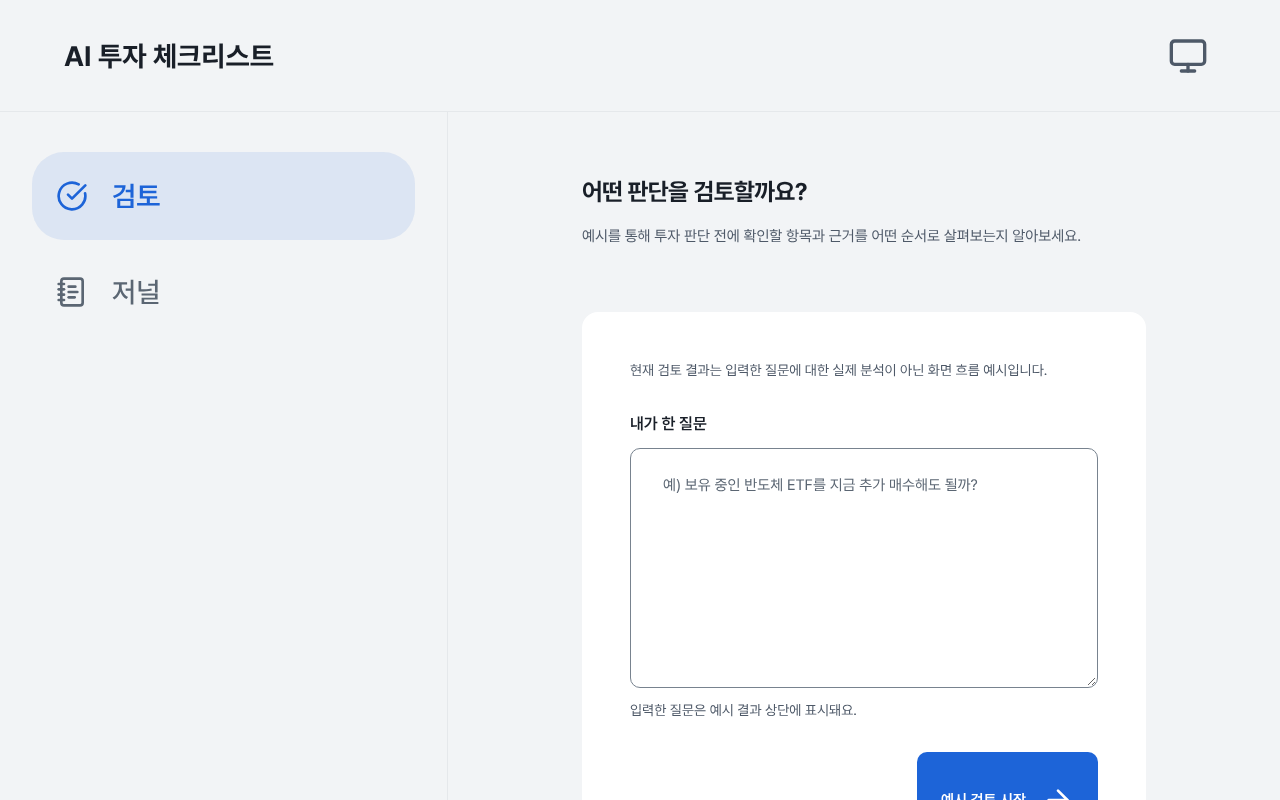 AI 투자 체크리스트
검토
저널
어떤 판단을 검토할까요?
예시를 통해 투자 판단 전에 확인할 항목과 근거를 어떤 순서로 살펴보는지 알아보세요.
현재 검토 결과는 입력한 질문에 대한 실제 분석이 아닌 화면 흐름 예시입니다.
내가 한 질문
예) 보유 중인 반도체 ETF를 지금 추가 매수해도 될까?
입력한 질문은 예시 결과 상단에 표시돼요.
예시 검토 시작